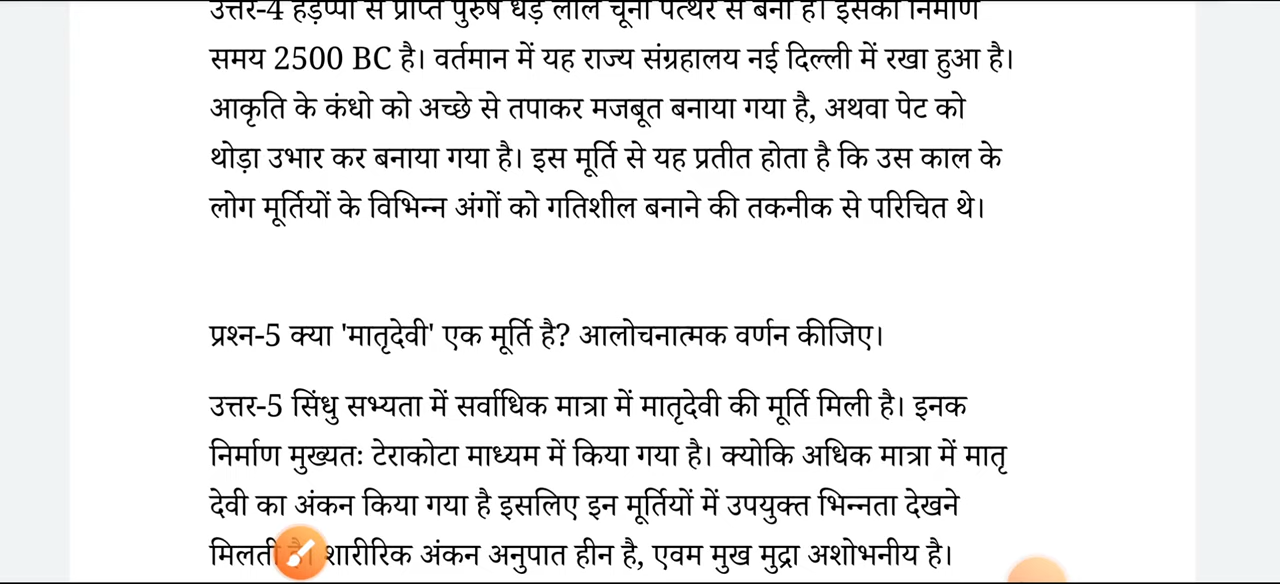 उत्तर-4 हड़प्पा से प्राप्त पुरुष धड़ लाल चूना पत्थर से बना है। इसका निर्माण
समय 2500 BC है। वर्तमान में यह राज्य संग्रहालय नई दिल्ली में रखा हुआ है।
आकृति के कंधो को अच्छे से तपाकर मजबूत बनाया गया है, अथवा पेट को
थोड़ा उभार कर बनाया गया है। इस मूर्ति से यह प्रतीत होता है कि उस काल के
लोग मूर्तियों के विभिन्न अंगों को गतिशील बनाने की तकनीक से परिचित थे।
प्रश्न-5 क्या 'मातृदेवी' एक मूर्ति है? आलोचनात्मक वर्णन कीजिए।
उत्तर-5 सिंधु सभ्यता में सर्वाधिक मात्रा में मातृदेवी की मूर्ति मिली है। इनक
निर्माण मुख्यतः टेराकोटा माध्यम में किया गया है। क्योकि अधिक मात्रा में मातृ
देवी का अंकन किया गया है इसलिए इन मूर्तियों में उपयुक्त भिन्नता देखने
मिलती है। शारीरिक अंकन अनुपात हीन है, एवम मुख मुद्रा अशोभनीय है।